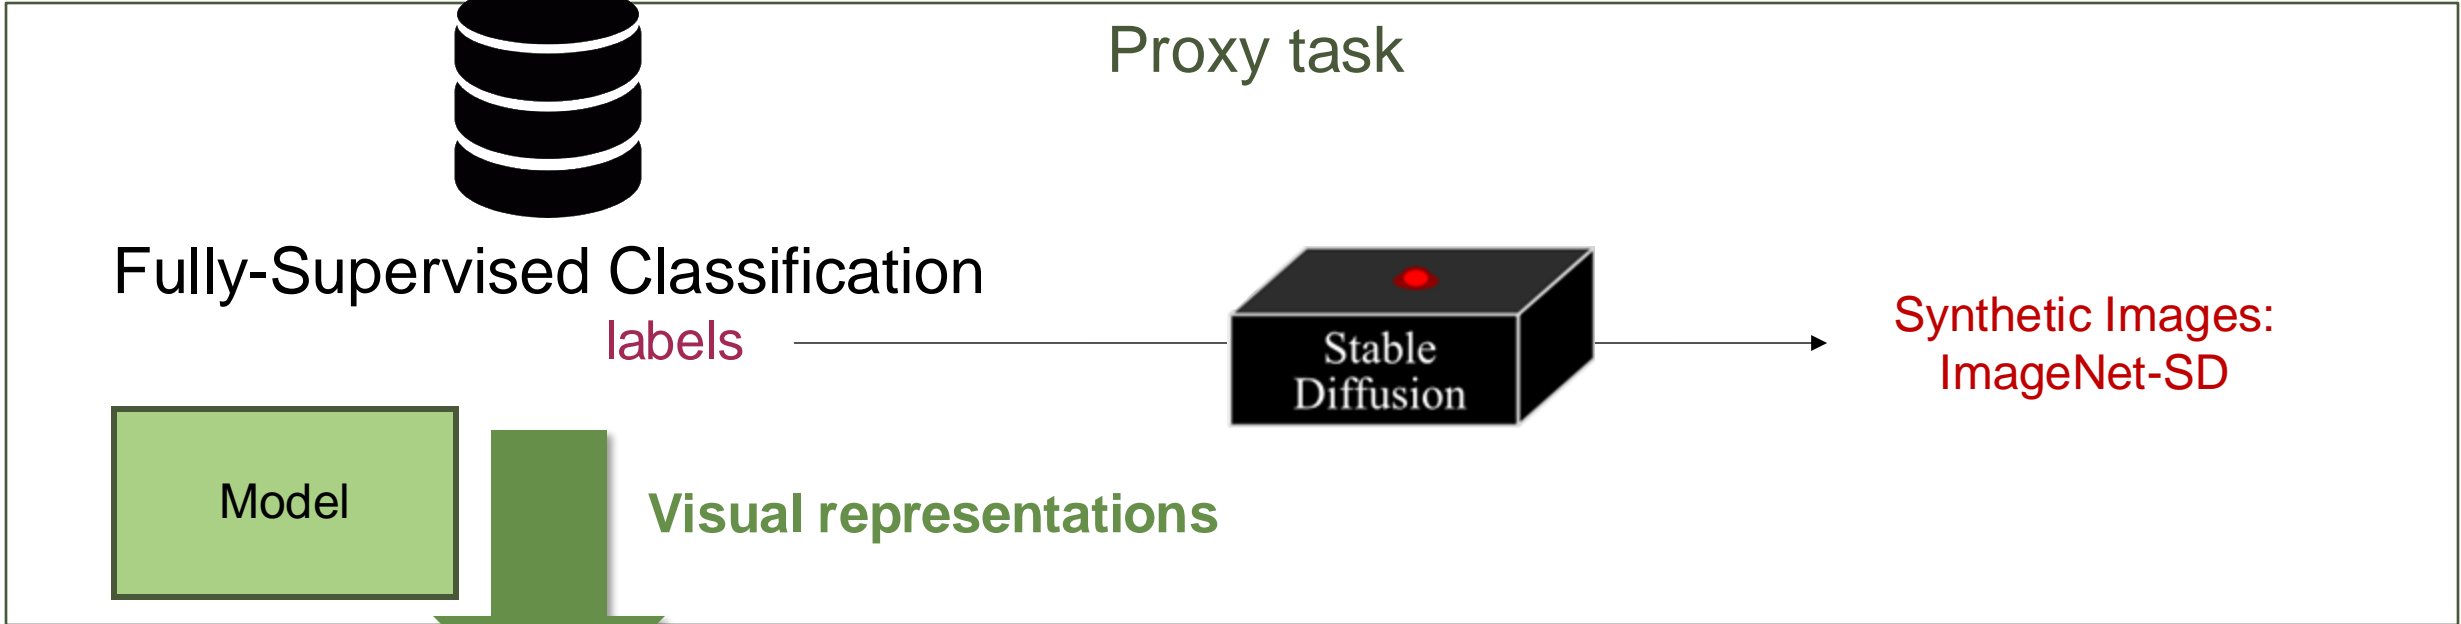 Proxy task
Fully-Supervised Classification
labels
Stable
Diffusion
Synthetic Images:
ImageNet-SD
Model
Visual representations